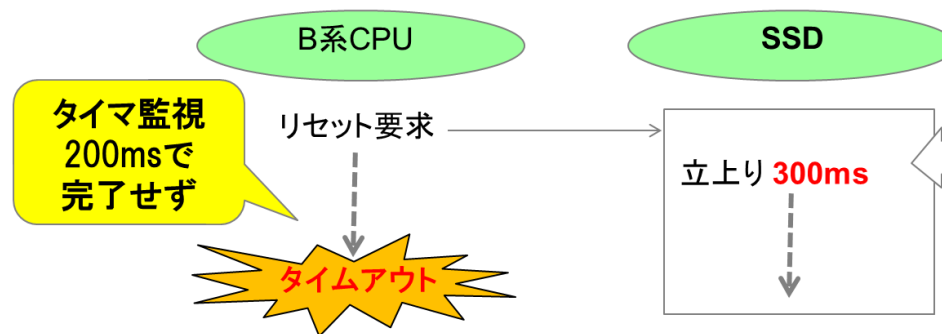 B系CPU
SSD
タイマ監視
200msで
完了せず
リセット要求
立上り 300ms
タイムアウト